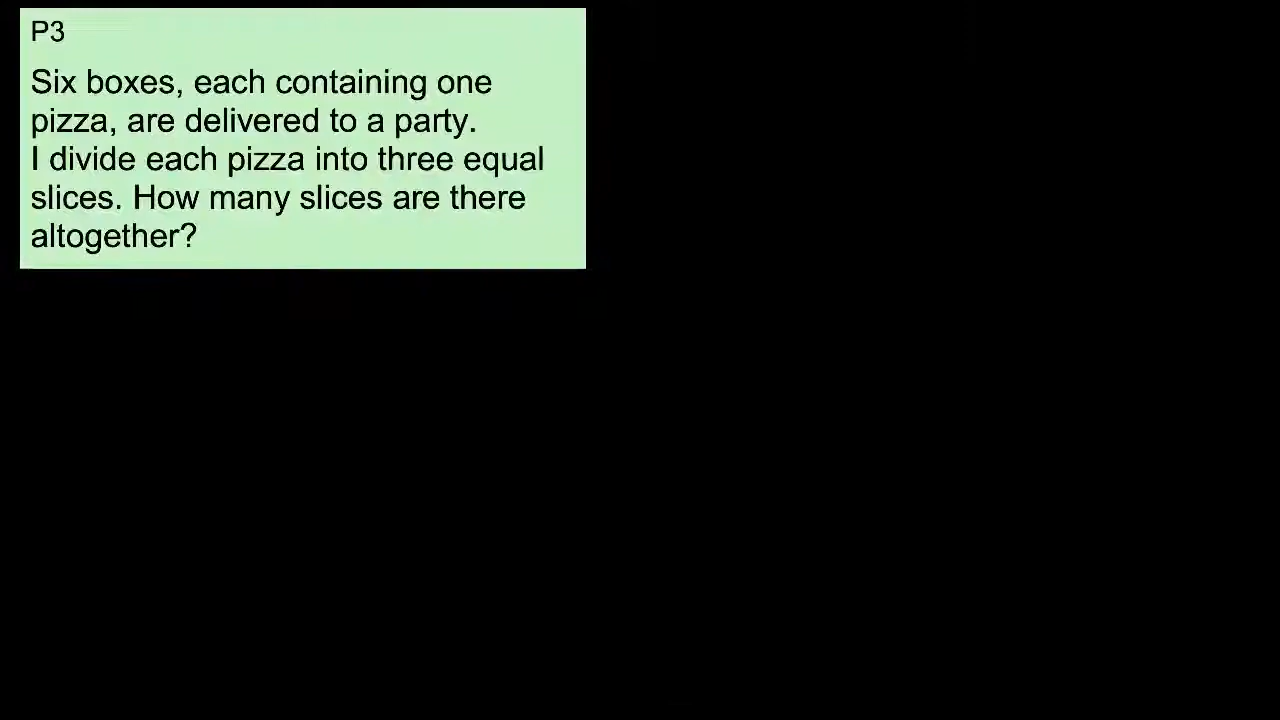 P3
Six boxes, each containing one
pizza, are delivered to a party.
I divide each pizza into three equal
slices. How many slices are there
altogether?